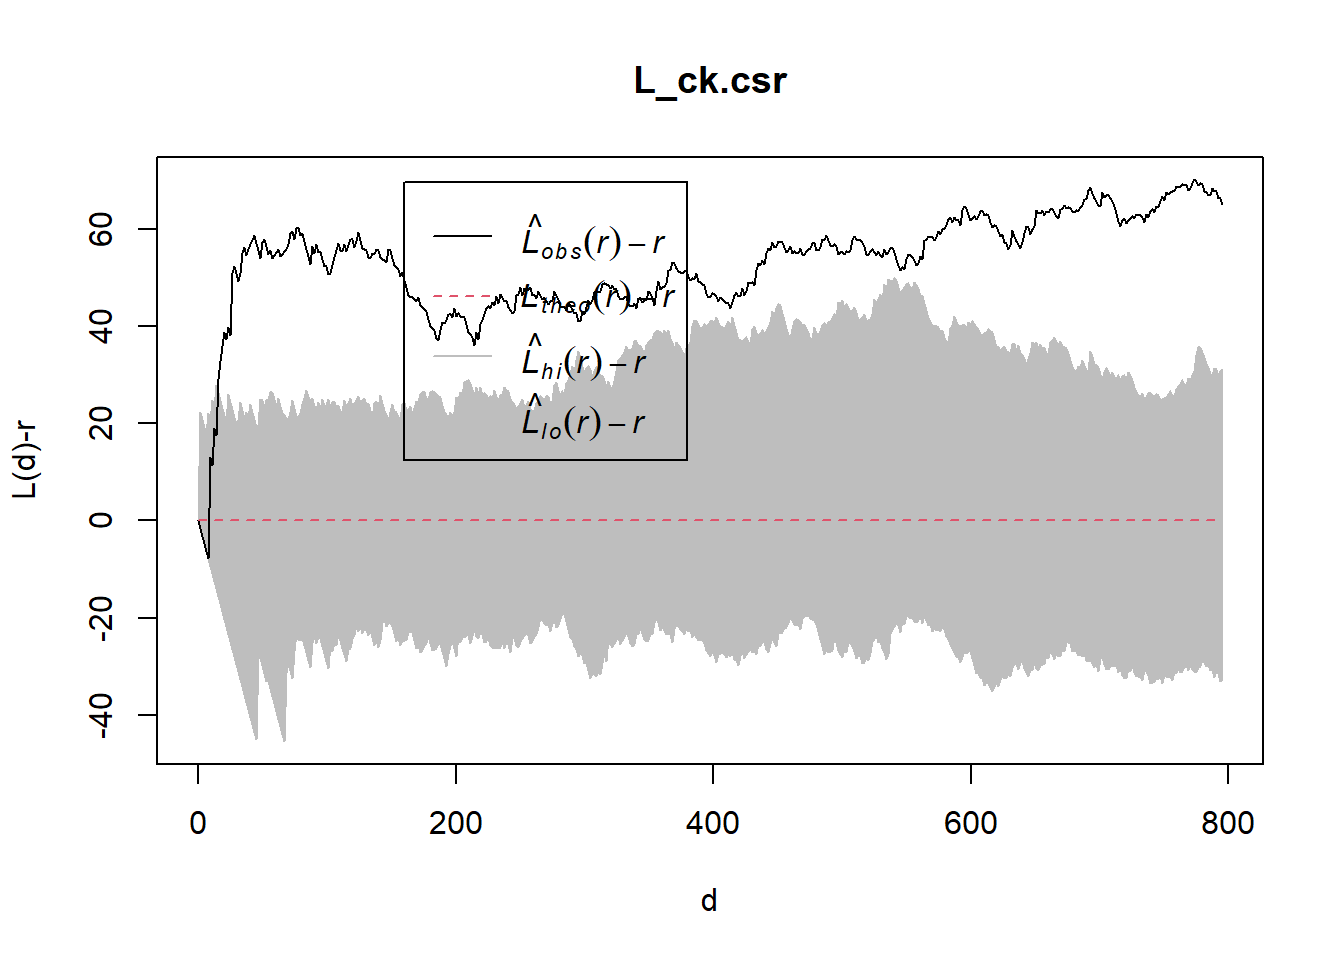 L_ck.csr
L(d)-r
60
40
20
0
-20
-40
L̂obs(r) – r
Ltheo(r) – r
L̂hi(r) – r
L̂lo(r) – r
0 200 400 600 800
d